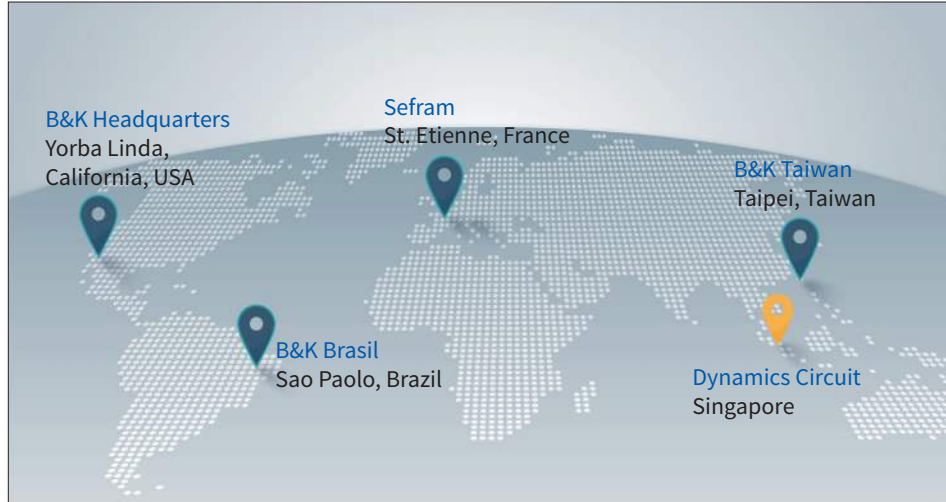 B&K Headquarters
Yorba Linda,
California, USA
Sefram
St. Etienne, France
B&K Taiwan
Taipei, Taiwan
B&K Brasil
Sao Paolo, Brazil
Dynamics Circuit
Singapore